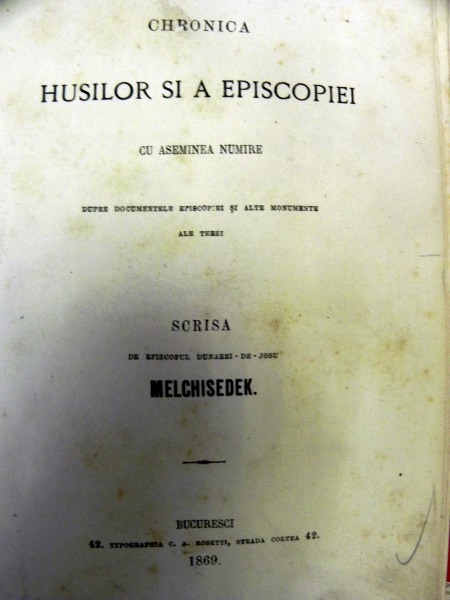 CHRONICA
HUSILOR SI A EPISCOPIEI
CU ASEMINEA NUMIRE
DUPRE DOCUMENTELE EPISCOPIEI ȘI ALTE MONUMENTE
ALE TEREI
SCRISA
DE EPISCOPUL DUNAREI-DE-JOSU
MELCHISEDEK.
BUCURESCI
42. TYPOGRAPHIA C. A. ROSETTI, STRADA COLTEA 42.
1869.